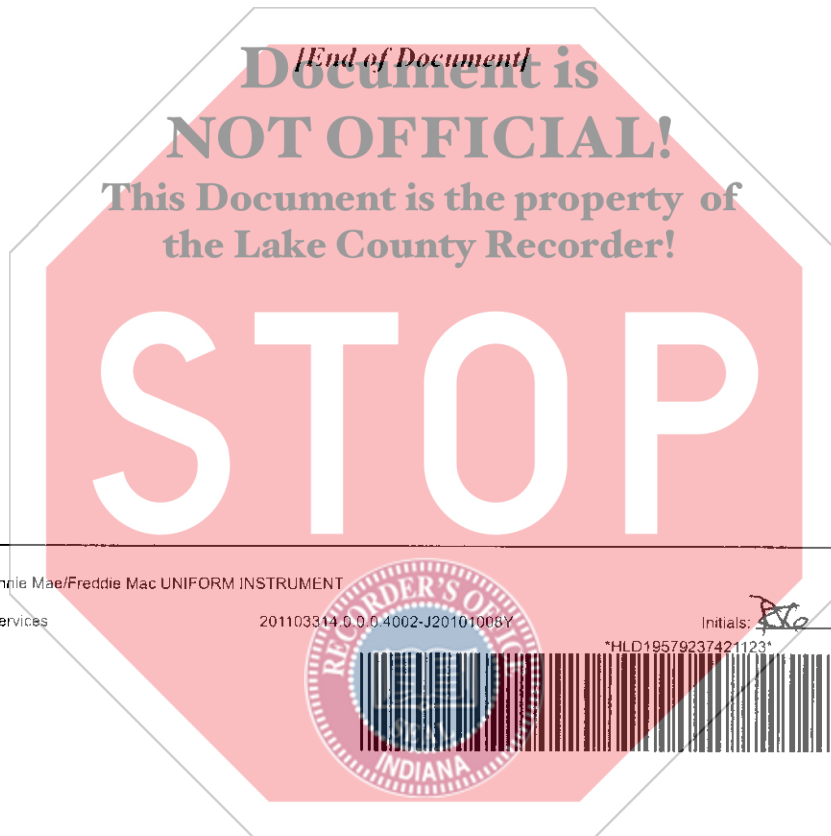 [End of Document]
Document is
NOT OFFICIAL!
This Document is the property of
the Lake County Recorder!
STOP
nnie Mae/Freddie Mac UNIFORM INSTRUMENT
ervices
201103314.0.0.0.4002-J20101008Y
Initials:
*HLD19579237421123*
RECORDER'S OFFICE
SEAL
INDIANA